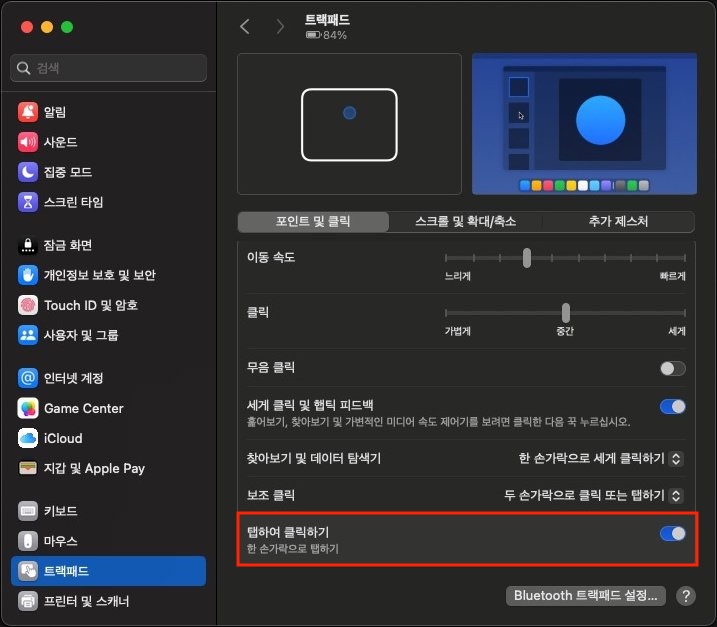 트랙패드
84%
검색
알림
사운드
집중 모드
스크린 타임
잠금 화면
개인정보 보호 및 보안
Touch ID 및 암호
사용자 및 그룹
인터넷 계정
Game Center
iCloud
지갑 및 Apple Pay
키보드
마우스
트랙패드
프린터 및 스캐너
포인트 및 클릭
스크롤 및 확대/축소
추가 제스처
이동 속도
느리게
빠르게
클릭
가볍게
중간
세게
무음 클릭
세게 클릭 및 햅틱 피드백
훑어보기, 찾아보기 및 가변적인 미디어 속도 제어기를 보려면 클릭한 다음 꾹 누르십시오.
찾아보기 및 데이터 탐색기
한 손가락으로 세게 클릭하기
보조 클릭
두 손가락으로 클릭 또는 탭하기
탭하여 클릭하기
한 손가락으로 탭하기
Bluetooth 트랙패드 설정...
?